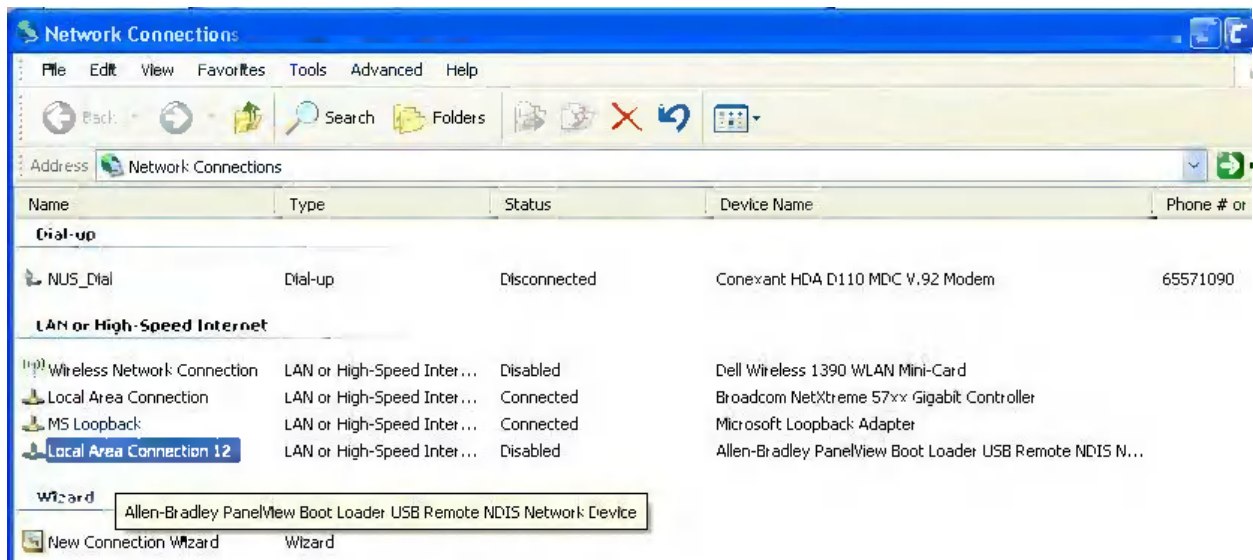 Network Connections
File Edit View Favorites Tools Advanced Help
Back Search Folders
Address Network Connections
Name Type Status Device Name Phone # or
Dial-up
NUS_Dial Dial-up Disconnected Conexant HDA D110 MDC V.92 Modem 65571090
LAN or High-Speed Internet
Wireless Network Connection LAN or High-Speed Inter... Disabled Dell Wireless 1390 WLAN Mini-Card
Local Area Connection LAN or High-Speed Inter... Connected Broadcom NetXtreme 57xx Gigabit Controller
MS Loopback LAN or High-Speed Inter... Connected Microsoft Loopback Adapter
Local Area Connection 12 LAN or High-Speed Inter... Disabled Allen-Bradley PanelView Boot Loader USB Remote NDIS N...
Wizard
Allen-Bradley PanelView Boot Loader USB Remote NDIS Network Device
New Connection Wizard Wizard